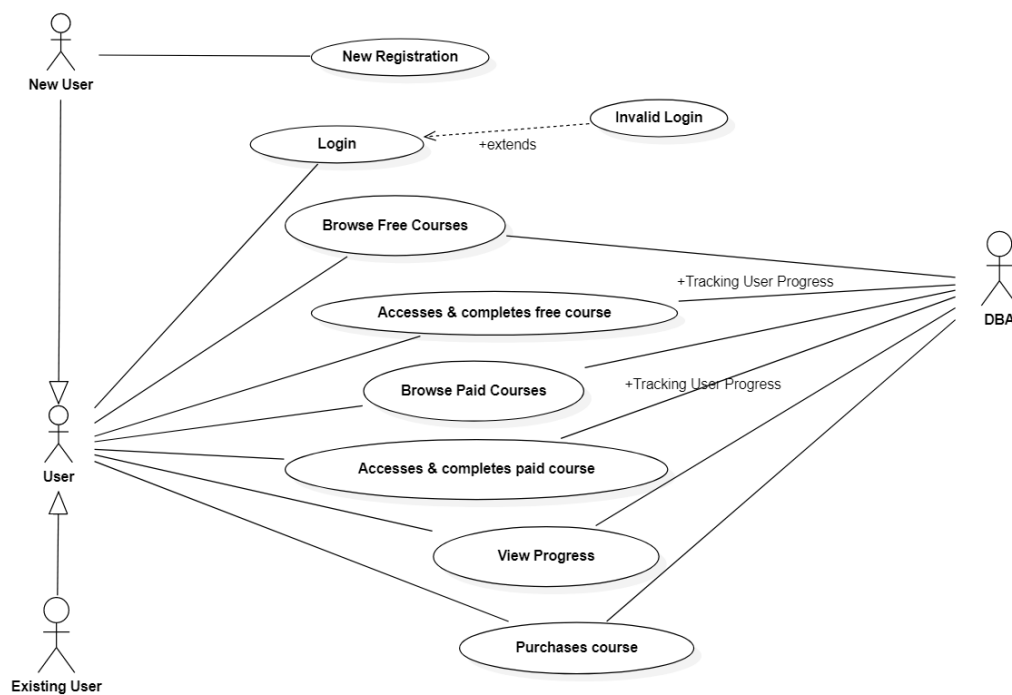 New User
New Registration
Invalid Login
Login
+extends
Browse Free Courses
+Tracking User Progress
Accesses & completes free course
DBA
Browse Paid Courses
+Tracking User Progress
Accesses & completes paid course
User
View Progress
Purchases course
Existing User